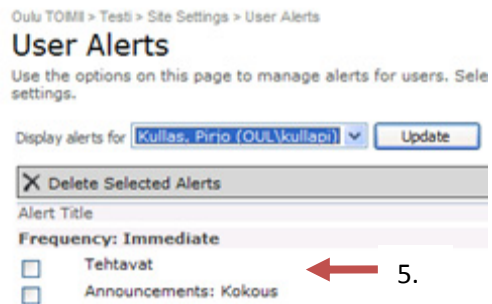 Oulu TOIMII > Testi > Site Settings > User Alerts
User Alerts
Use the options on this page to manage alerts for users. Sele
settings.
Display alerts for Kullas, Pirjo (OUL\kullapi) Update
Delete Selected Alerts
Alert Title
Frequency: Immediate
Tehtavat
5.
Announcements: Kokous